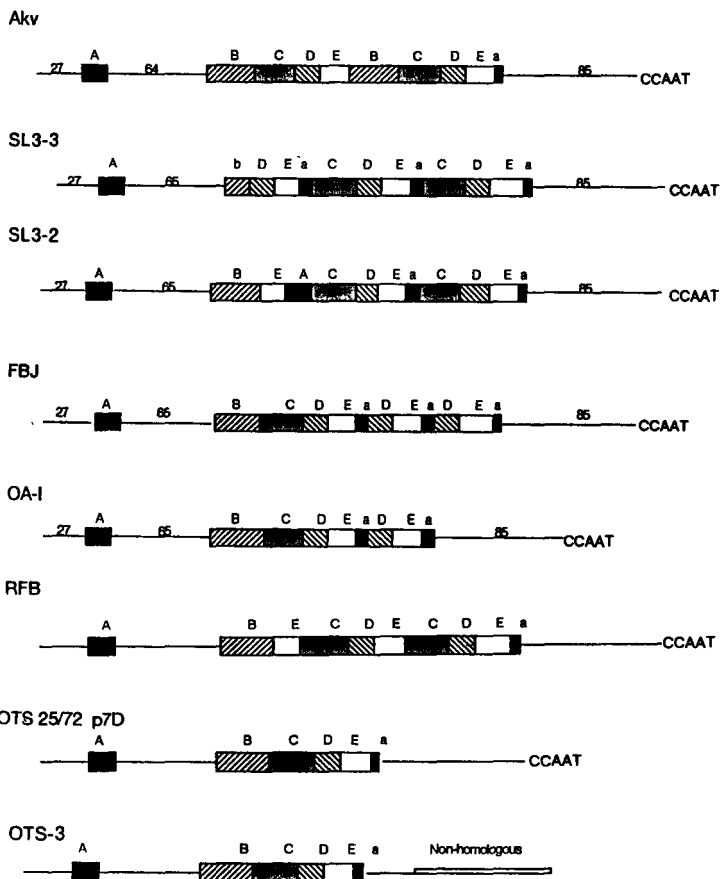 Akv
A B C D E B C D E a
27 64 85 CCAAT
SL3-3
A b D E a C D E a C D E a
27 65 85 CCAAT
SL3-2
A B E A C D E a C D E a
27 65 85 CCAAT
FBJ
A B C D E a D E a D E a
27 65 85 CCAAT
OA-I
A B C D E a D E a
27 65 85 CCAAT
RFB
A B E C D E C D E a
CCAAT
OTS 25/72 p7D
A B C D E a
CCAAT
OTS-3
A B C D E a Non-homologous